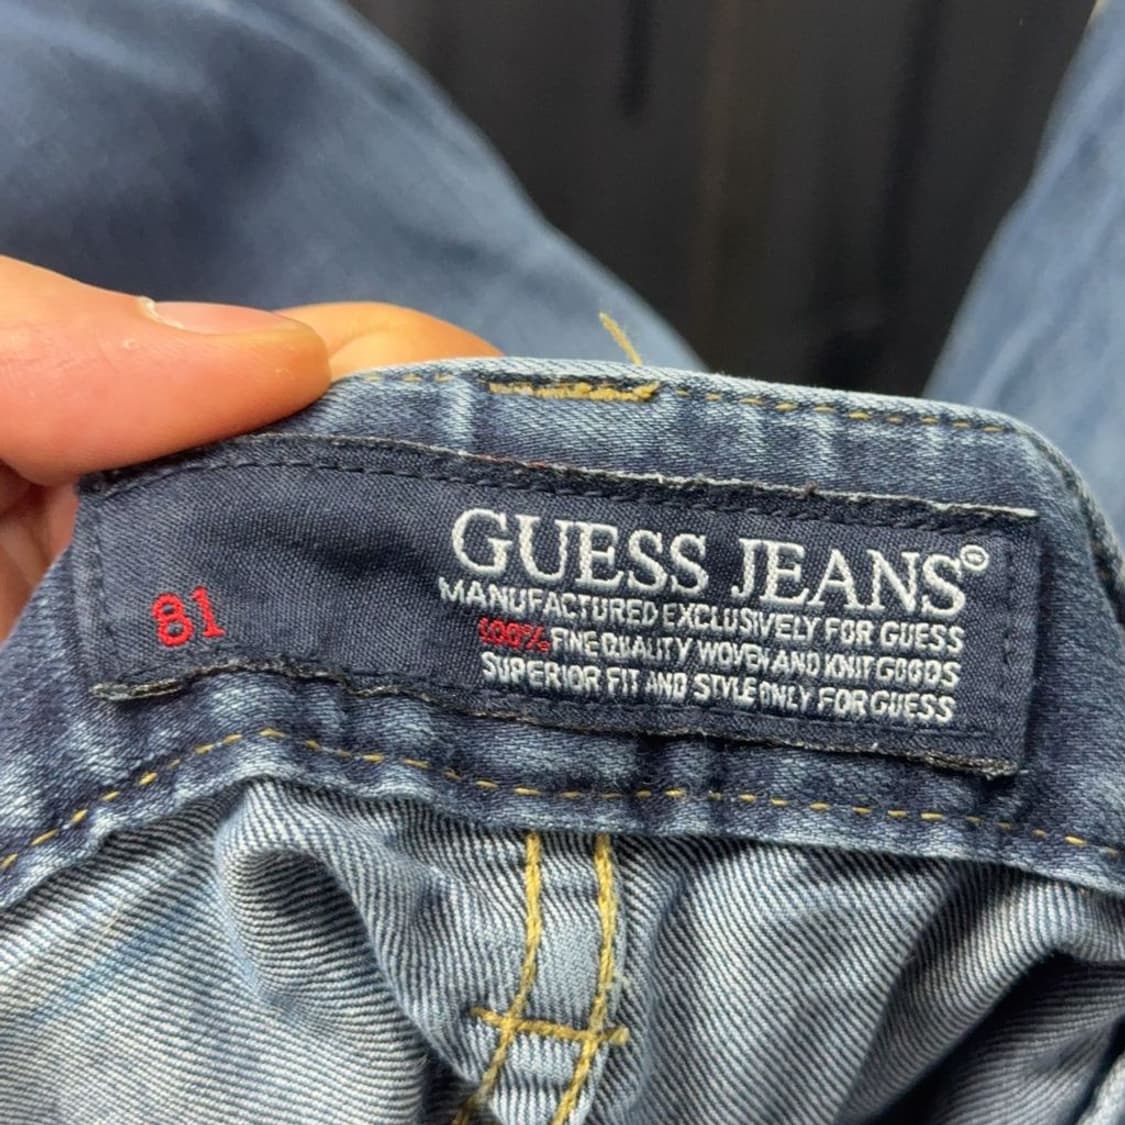 GUESS JEANS®
MANUFACTURED EXCLUSIVELY FOR GUESS
81
100% FINE QUALITY WOVEN AND KNIT GOODS
SUPERIOR FIT AND STYLE ONLY FOR GUESS